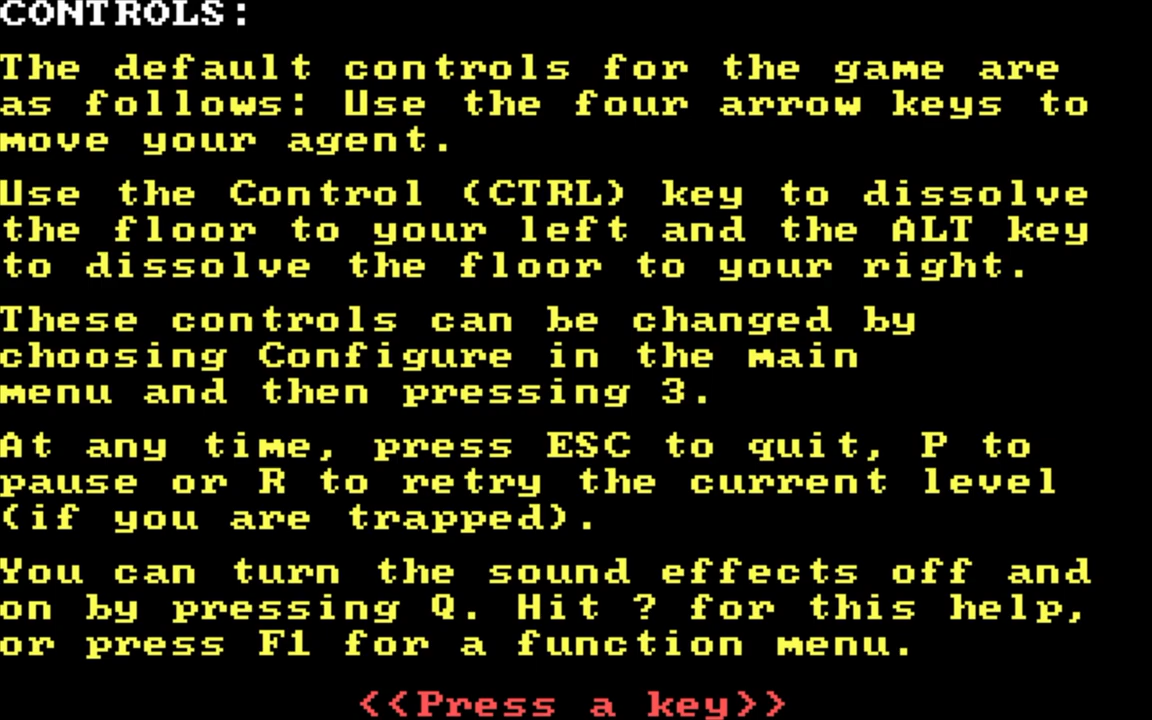 CONTROLS:
The default controls for the game are
as follows: Use the four arrow keys to
move your agent.
Use the Control (CTRL) key to dissolve
the floor to your left and the ALT key
to dissolve the floor to your right.
These controls can be changed by
choosing Configure in the main
menu and then pressing 3.
At any time, press ESC to quit, P to
pause or R to retry the current level
(if you are trapped).
You can turn the sound effects off and
on by pressing Q. Hit ? for this help,
or press F1 for a function menu.
<<Press a key>>